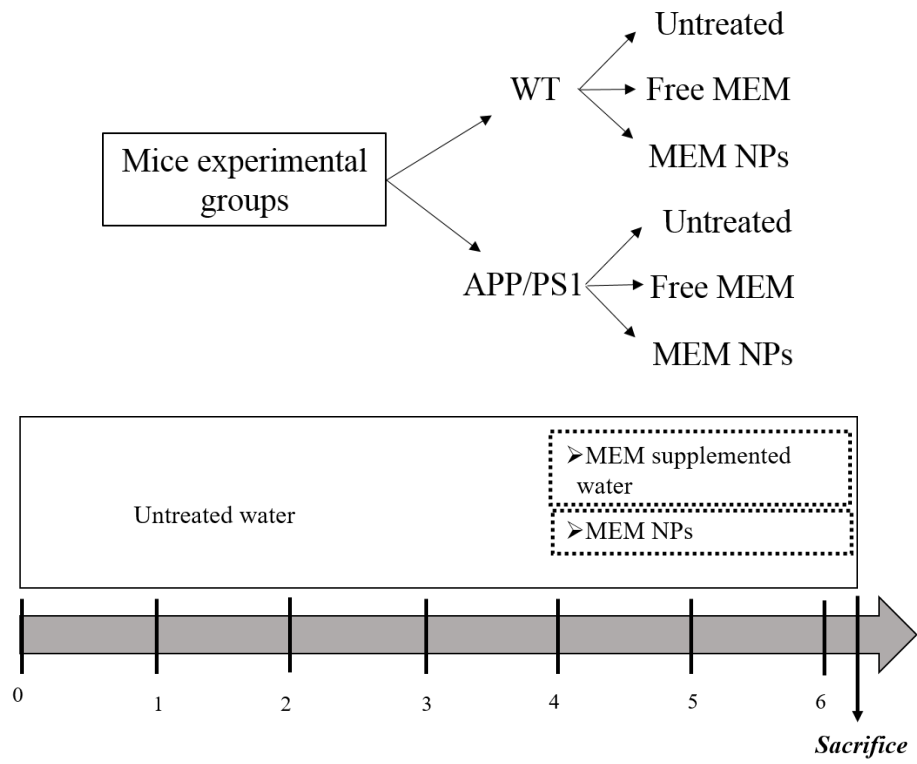 Mice experimental
groups
WT
Untreated
Free MEM
MEM NPs
APP/PS1
Untreated
Free MEM
MEM NPs
Untreated water
➢MEM supplemented
water
➢MEM NPs
0
1
2
3
4
5
6
Sacrifice